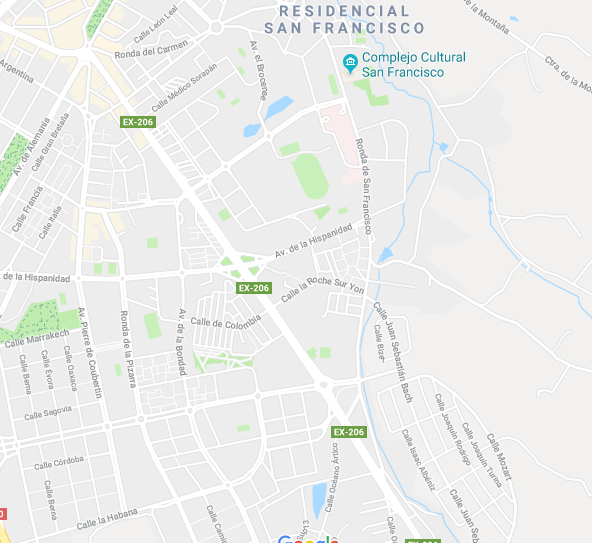 RESIDENCIAL
SAN FRANCISCO
Calle León Leal
Calle de la Montaña
Ronda del Carmen
Av. el Brocense
Complejo Cultural
San Francisco
Ctra. de la Mo
Argentina
Calle Médico Sorapán
EX-206
Av. de Alemania
Calle Gran Bretaña
Ronda de San Francisco
Calle Francia
Calle Italia
Av. de la Hispanidad
de la Hispanidad
EX-206
Calle la Roche Sur Yon
Av. Pierre de Coubertin
Ronda de la Pizarra
Av. de la Bondad
Calle de Colombia
Calle Juan Sebastián Bach
Calle Bizet
Calle Marrakech
Calle Berna
Calle Évora
Calle Oaxaca
Calle Segovia
EX-206
Calle Joaquín Rodrigo
Calle Joaquín Turina
Calle Mozart
Calle Isaac Albéniz
Calle Océano Ártico
Calle Córdoba
Calle Berna
Calle la Habana
Calle Juan Seb
Google
EX-206